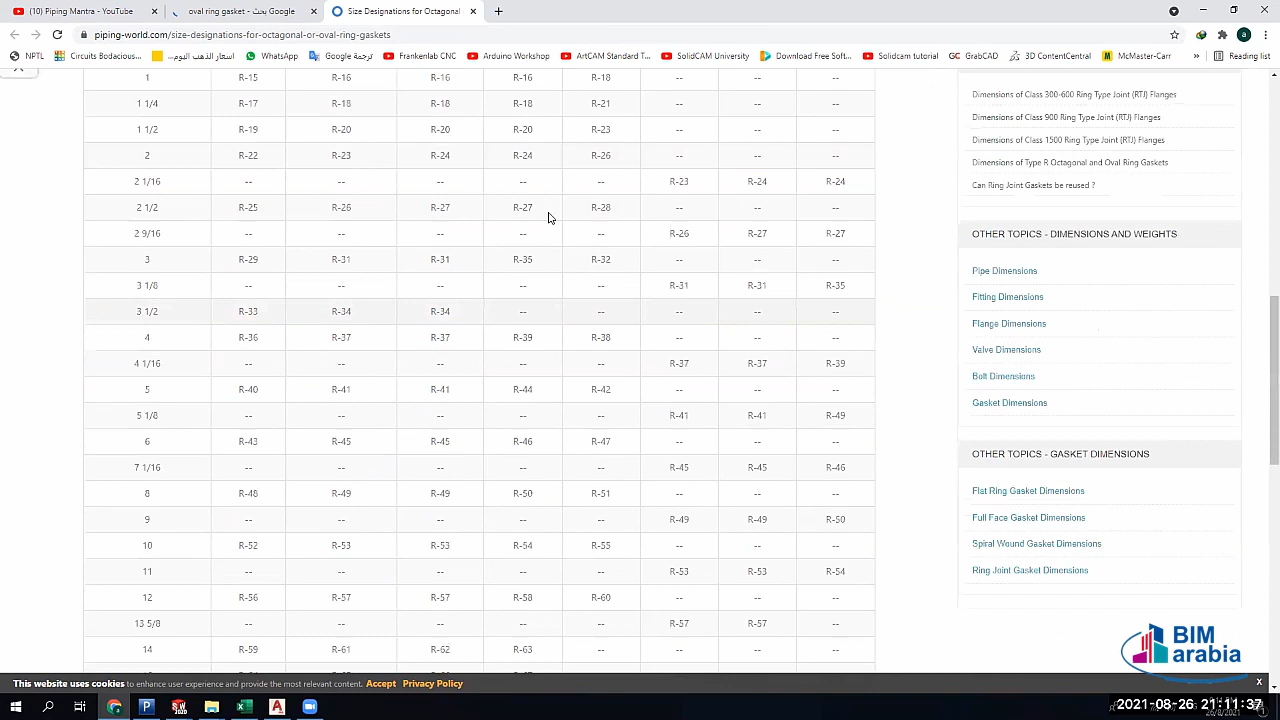 (10) Piping Mantra - YouTube
oval ring gasket - بحث Google
Size Designations for Octagonal
piping-world.com/size-designations-for-octagonal-or-oval-ring-gaskets
NPTL Circuits Bodacious... أسعار الذهب اليوم... WhatsApp ترجمة Google Frankenlab CNC Arduino Workshop ArtCAM Standard T... SolidCAM University Download Free Soft... Solidcam tutorial GrabCAD 3D ContentCentral McMaster-Carr » Reading list
1 R-15 R-16 R-16 R-16 R-18 -- -- --
1 1/4 R-17 R-18 R-18 R-18 R-21 -- -- --
1 1/2 R-19 R-20 R-20 R-20 R-23 -- -- --
2 R-22 R-23 R-24 R-24 R-26 -- -- --
2 1/16 -- -- -- -- -- R-23 R-24 R-24
2 1/2 R-25 R-26 R-27 R-27 R-28 -- -- --
2 9/16 -- -- -- -- -- R-26 R-27 R-27
3 R-29 R-31 R-31 R-35 R-32 -- -- --
3 1/8 -- -- -- -- -- R-31 R-31 R-35
3 1/2 R-33 R-34 R-34 -- -- -- -- --
4 R-36 R-37 R-37 R-39 R-38 -- -- --
4 1/16 -- -- -- -- -- R-37 R-37 R-39
5 R-40 R-41 R-41 R-44 R-42 -- -- --
5 1/8 -- -- -- -- -- R-41 R-41 R-49
6 R-43 R-45 R-45 R-46 R-47 -- -- --
7 1/16 -- -- -- -- -- R-45 R-45 R-46
8 R-48 R-49 R-49 R-50 R-51 -- -- --
9 -- -- -- -- -- R-49 R-49 R-50
10 R-52 R-53 R-53 R-54 R-55 -- -- --
11 -- -- -- -- -- R-53 R-53 R-54
12 R-56 R-57 R-57 R-58 R-60 -- -- --
13 5/8 -- -- -- -- -- R-57 R-57 --
14 R-59 R-61 R-62 R-63 -- -- -- --
Dimensions of Class 300-600 Ring Type Joint (RTJ) Flanges
Dimensions of Class 900 Ring Type Joint (RTJ) Flanges
Dimensions of Class 1500 Ring Type Joint (RTJ) Flanges
Dimensions of Type R Octagonal and Oval Ring Gaskets
Can Ring Joint Gaskets be reused ?
OTHER TOPICS - DIMENSIONS AND WEIGHTS
Pipe Dimensions
Fitting Dimensions
Flange Dimensions
Valve Dimensions
Bolt Dimensions
Gasket Dimensions
OTHER TOPICS - GASKET DIMENSIONS
Flat Ring Gasket Dimensions
Full Face Gasket Dimensions
Spiral Wound Gasket Dimensions
Ring Joint Gasket Dimensions
BIM
arabia
This website uses cookies to enhance user experience and provide the most relevant content. Accept Privacy Policy x
2021-08-26 21:11:37